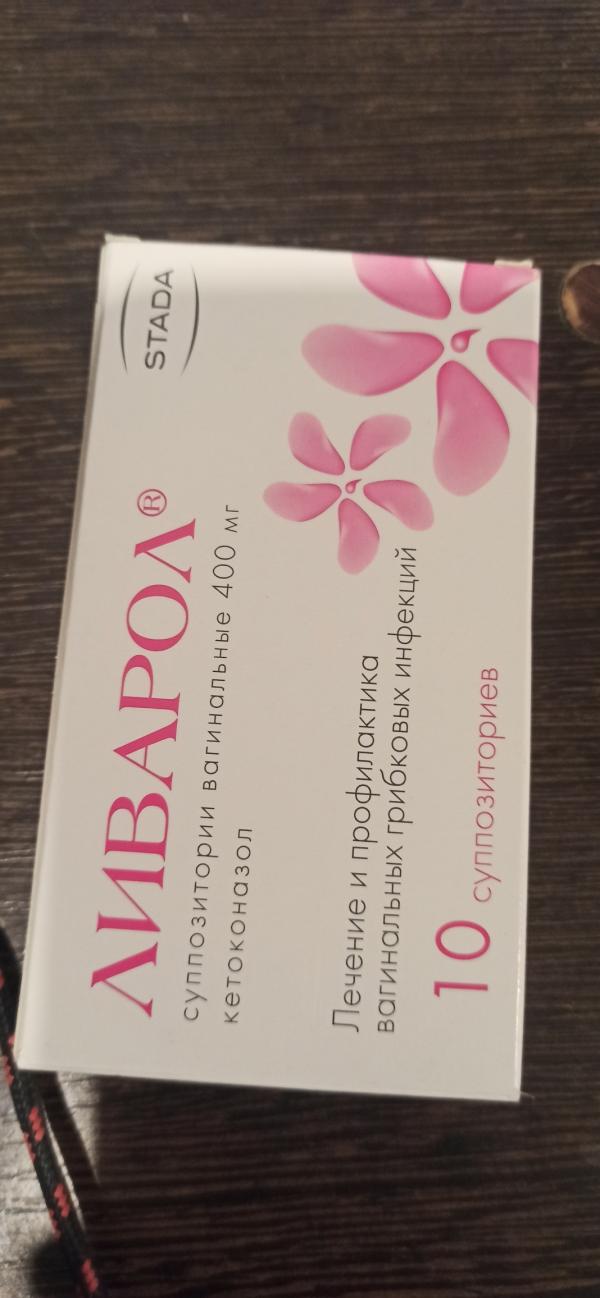 STADA
ЛИВАРОЛ®
суппозитории вагинальные 400 мг
кетоконазол
Лечение и профилактика
вагинальных грибковых инфекций
10 суппозиториев